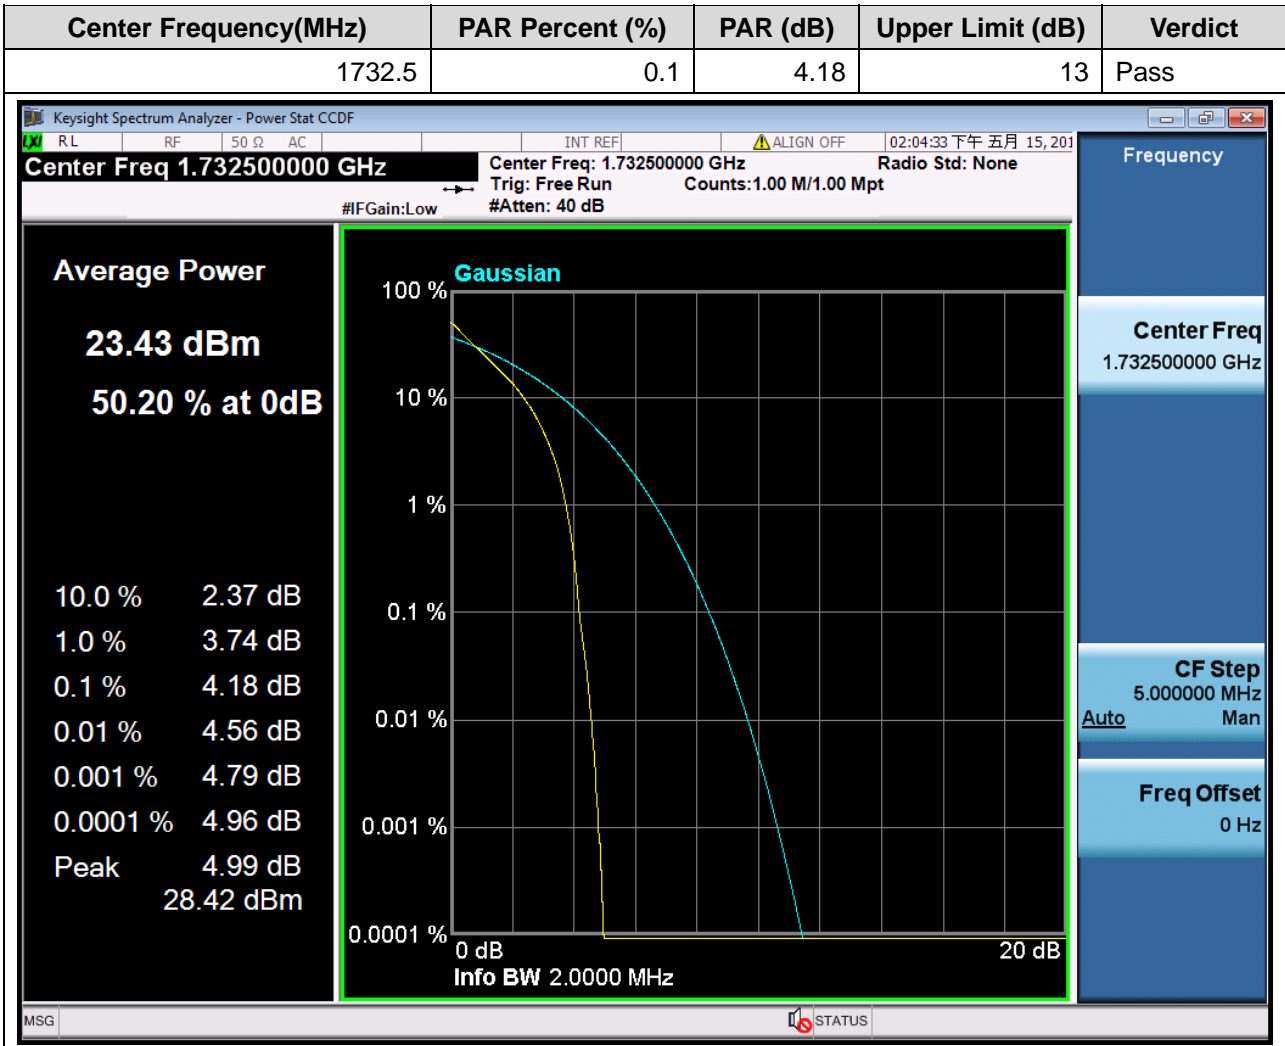 Center Frequency(MHz) PAR Percent (%) PAR (dB) Upper Limit (dB) Verdict
1732.5 0.1 4.18 13 Pass
Keysight Spectrum Analyzer - Power Stat CCDF
LXI RL RF 50 Ω AC INT REF ALIGN OFF 02:04:33 下午 五月 15, 201
Center Freq 1.732500000 GHz
#IFGain:Low
Center Freq: 1.732500000 GHz Radio Std: None
Trig: Free Run Counts:1.00 M/1.00 Mpt
#Atten: 40 dB
Average Power
23.43 dBm
50.20 % at 0dB
10.0 % 2.37 dB
1.0 % 3.74 dB
0.1 % 4.18 dB
0.01 % 4.56 dB
0.001 % 4.79 dB
0.0001 % 4.96 dB
Peak 4.99 dB
28.42 dBm
Gaussian
100 %
10 %
1 %
0.1 %
0.01 %
0.001 %
0.0001 %
0 dB 20 dB
Info BW 2.0000 MHz
Frequency
Center Freq
1.732500000 GHz
CF Step
5.000000 MHz
Auto Man
Freq Offset
0 Hz
MSG STATUS